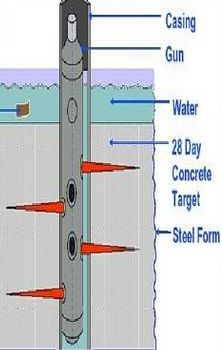 Casing
Gun
Water
28 Day
Concrete
Target
Steel Form